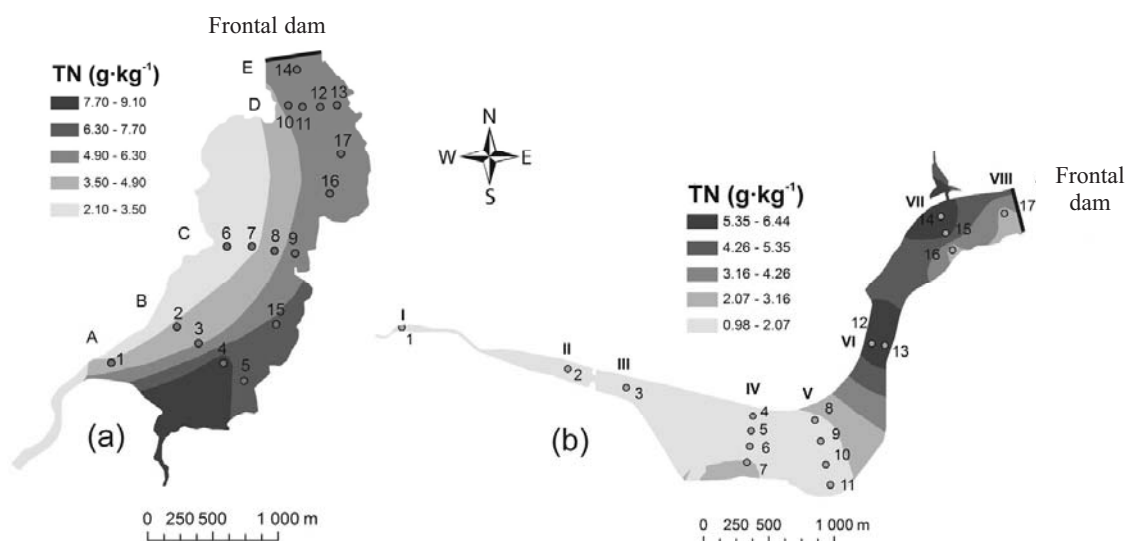 Frontal dam
TN (g·kg⁻¹)
7.70 - 9.10
6.30 - 7.70
4.90 - 6.30
3.50 - 4.90
2.10 - 3.50
E
14
D
12 13
10
11
17
16
C
6 7 8 9
B
2
3
15
A
1
4
5
(a)
0 250 500 1 000 m
N
W E
S
TN (g·kg⁻¹)
5.35 - 6.44
4.26 - 5.35
3.16 - 4.26
2.07 - 3.16
0.98 - 2.07
Frontal
dam
VIII
VII
17
14
15
16
12
VI
13
I
1
II
2
III
3
IV
4
5
6
7
V
8
9
10
11
(b)
0 250 500 1 000 m